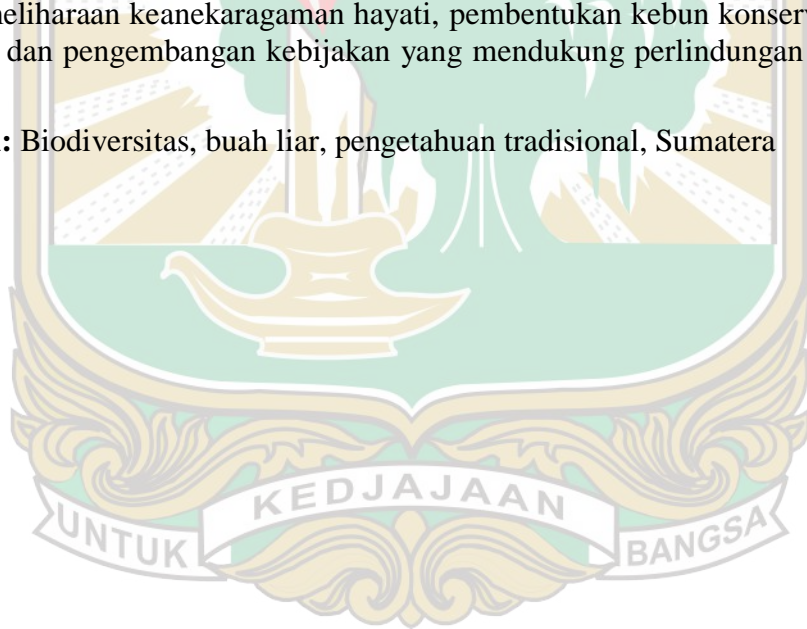 neliharaan keanekaragaman hayati, pembentukan kebun konserv
dan pengembangan kebijakan yang mendukung perlindungan
: Biodiversitas, buah liar, pengetahuan tradisional, Sumatera
UNTUK KEDJAJAAN BANGSA